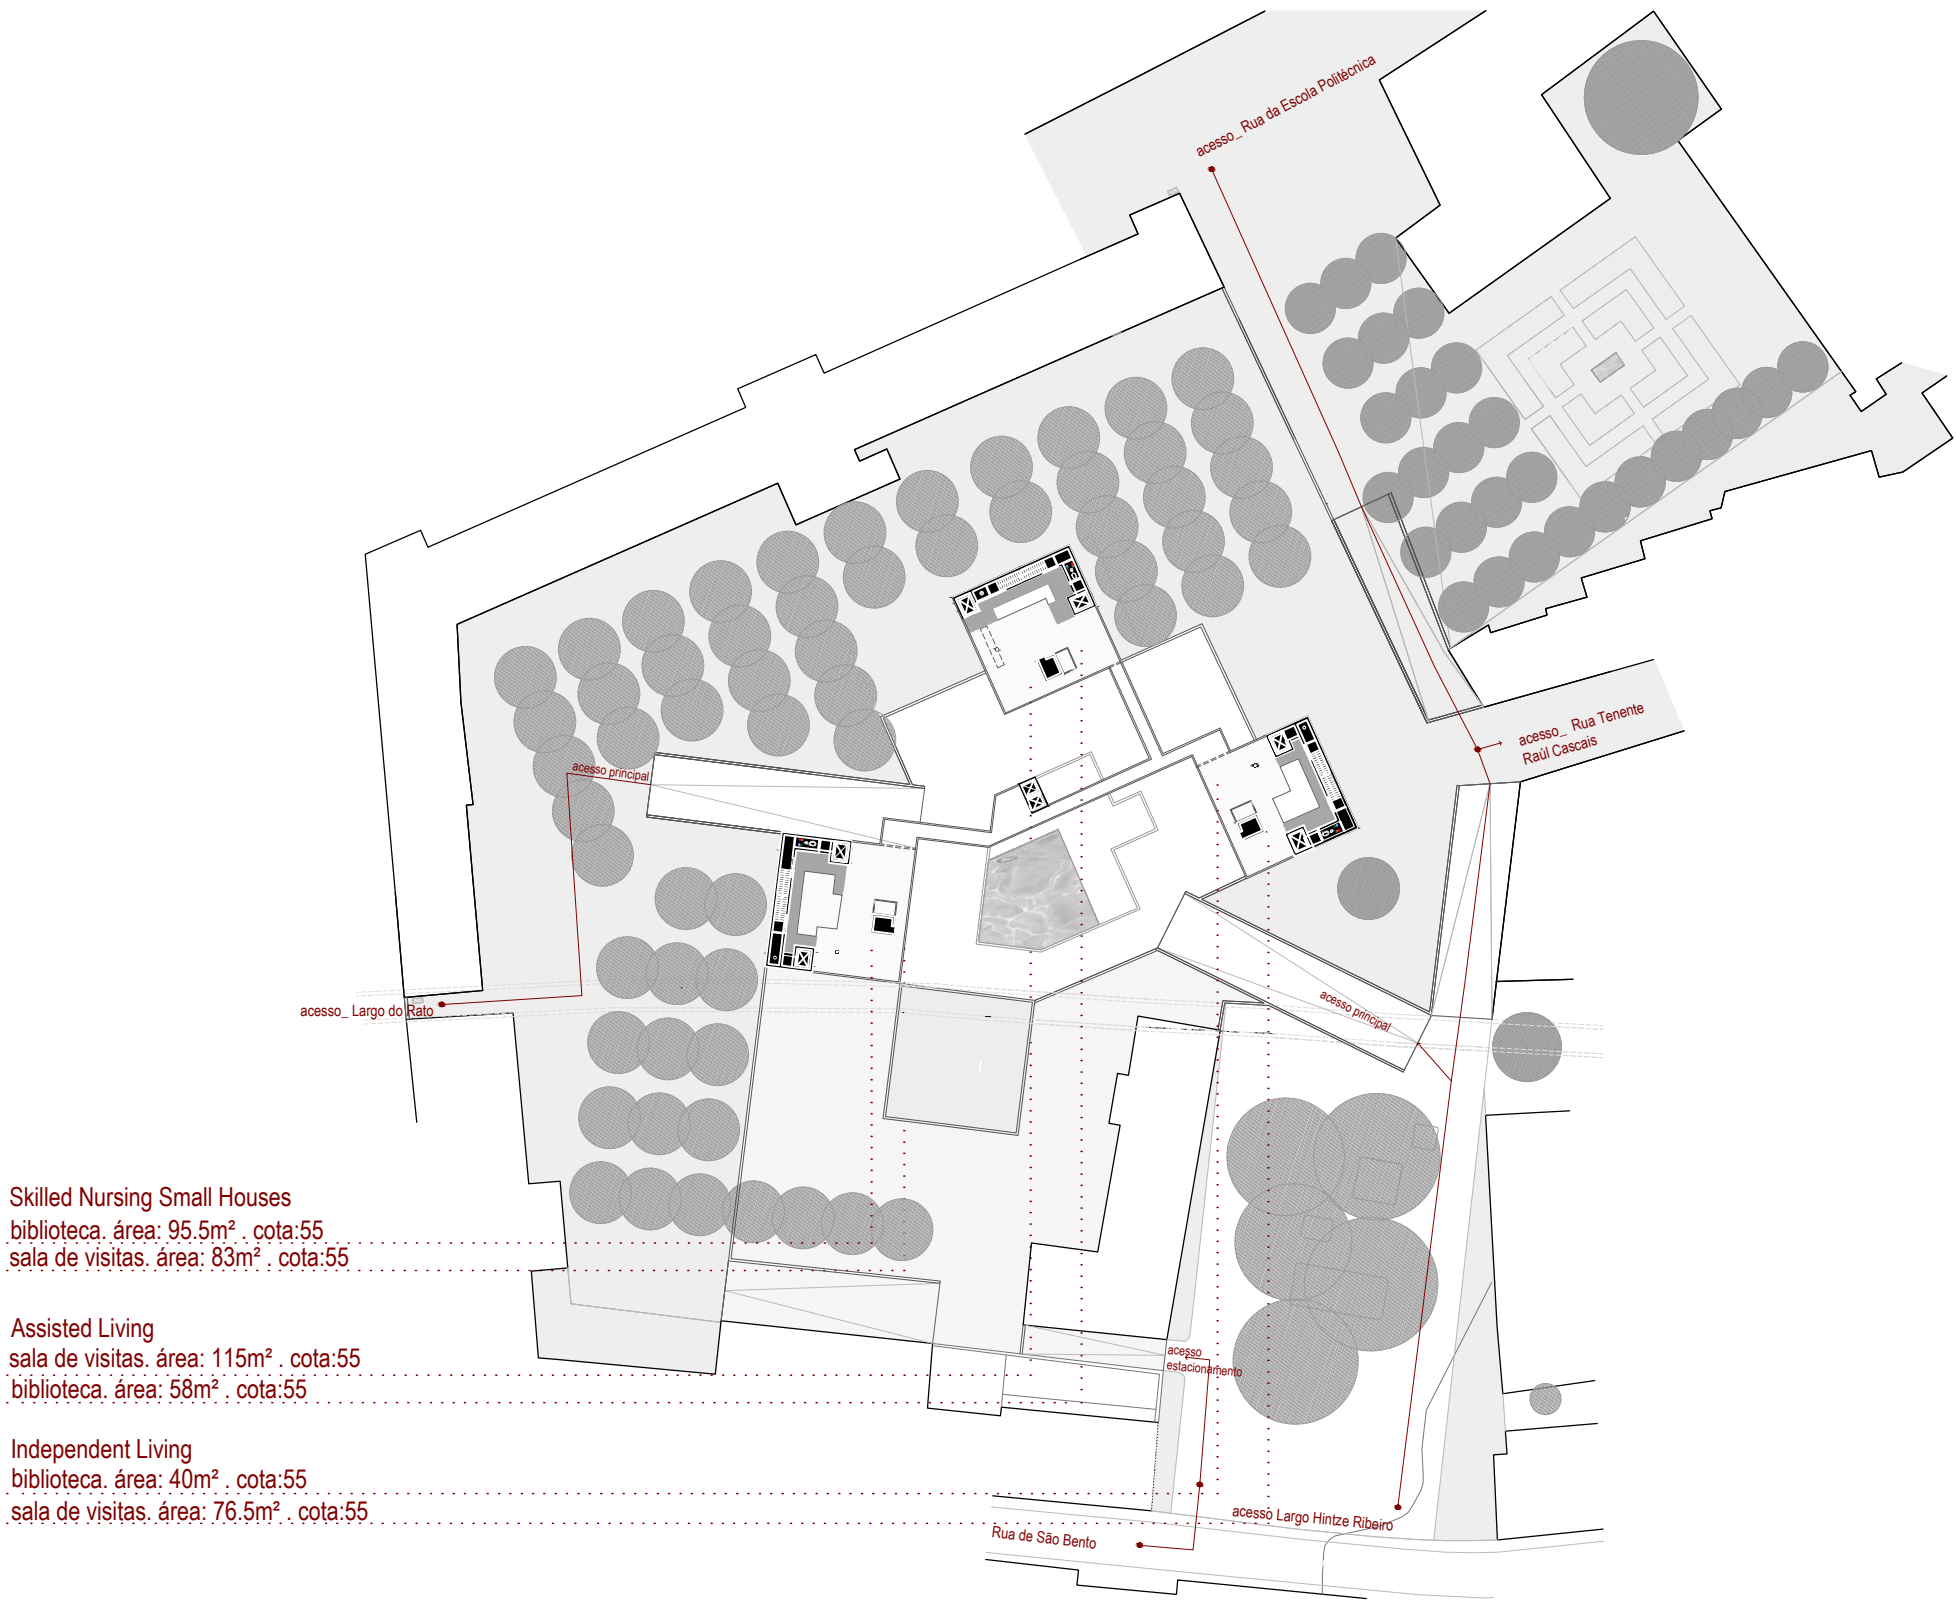 acesso_ Rua da Escola Politécnica
acesso_ Rua Tenente
Raúl Cascais
acesso principal
acesso_ Largo do Rato
acesso principal
Skilled Nursing Small Houses
biblioteca. área: 95.5m² . cota:55
sala de visitas. área: 83m² . cota:55
Assisted Living
sala de visitas. área: 115m² . cota:55
biblioteca. área: 58m² . cota:55
acesso
estacionamento
Independent Living
biblioteca. área: 40m² . cota:55
sala de visitas. área: 76.5m² . cota:55
acesso Largo Hintze Ribeiro
Rua de São Bento